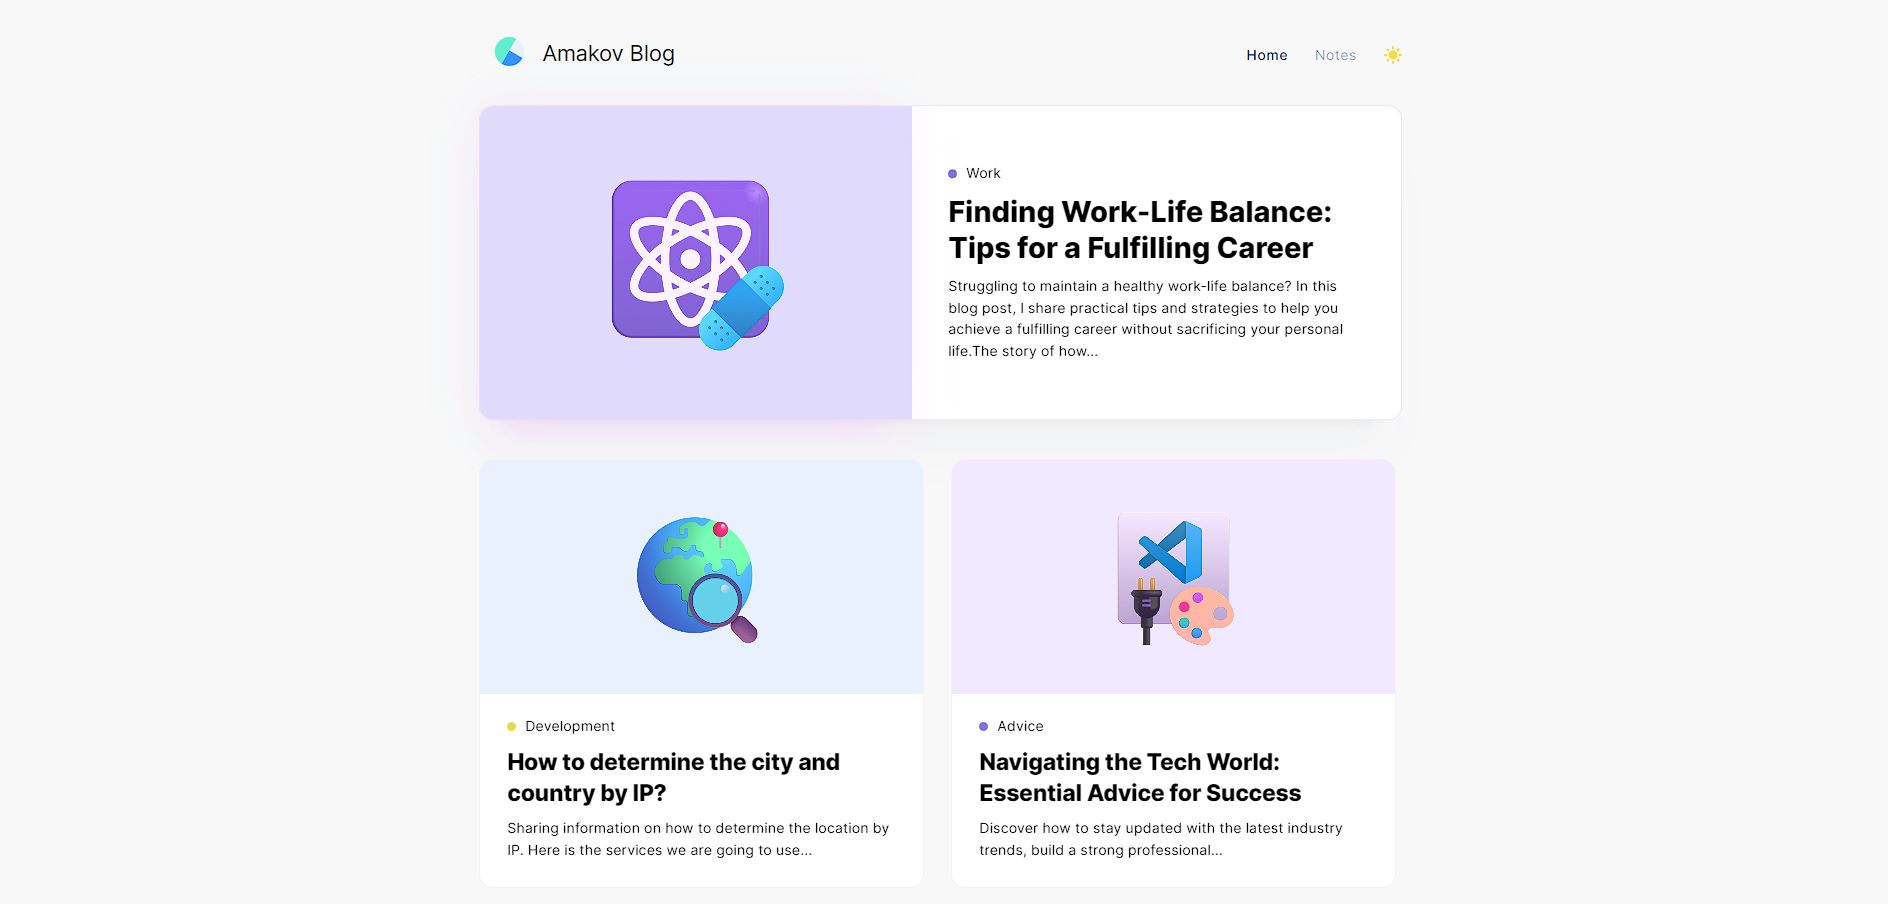 Amakov Blog
Home
Notes
Work
Finding Work-Life Balance:
Tips for a Fulfilling Career
Struggling to maintain a healthy work-life balance? In this
blog post, I share practical tips and strategies to help you
achieve a fulfilling career without sacrificing your personal
life.The story of how...
Development
How to determine the city and
country by IP?
Sharing information on how to determine the location by
IP. Here is the services we are going to use...
Advice
Navigating the Tech World:
Essential Advice for Success
Discover how to stay updated with the latest industry
trends, build a strong professional...